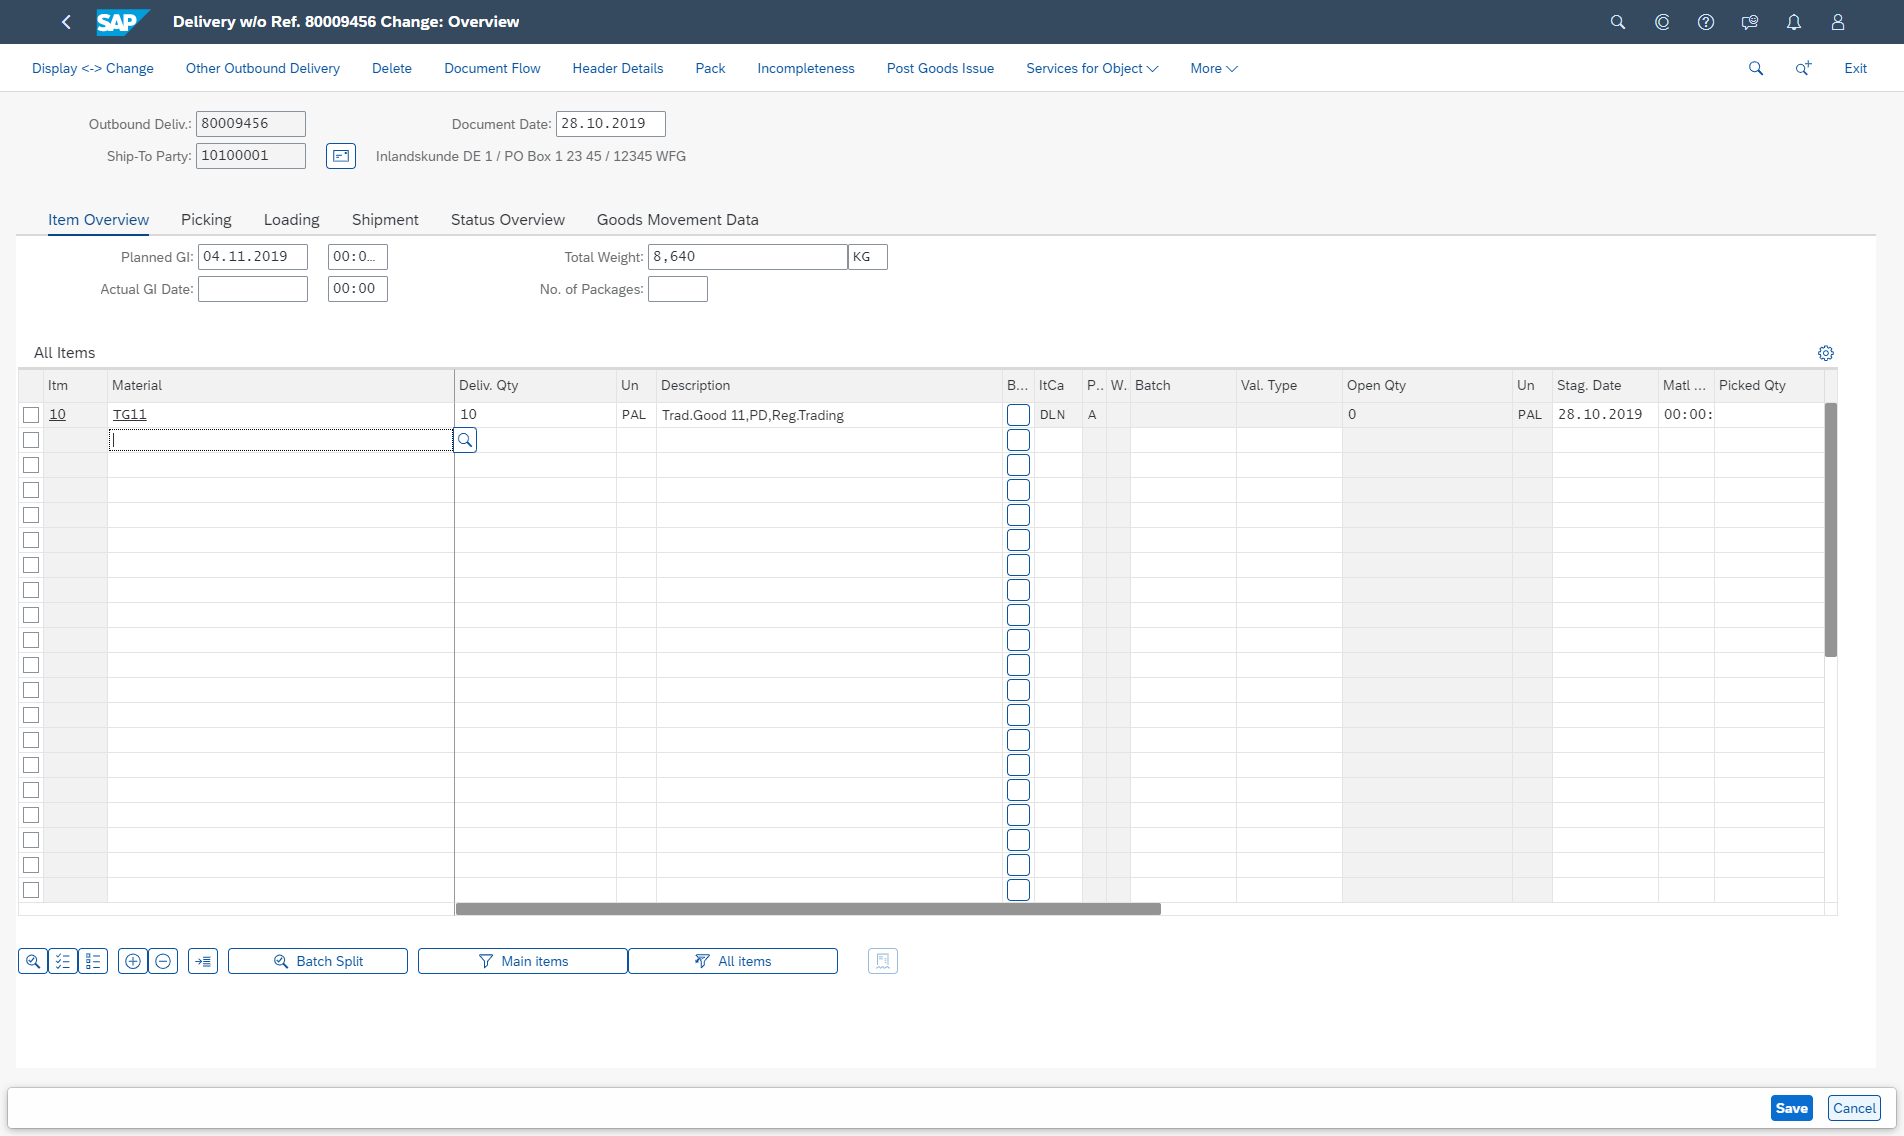 SAP Delivery w/o Ref. 80009456 Change: Overview
Display <-> Change Other Outbound Delivery Delete Document Flow Header Details Pack Incompleteness Post Goods Issue Services for Object More Exit
Outbound Deliv.: 80009456 Document Date: 28.10.2019
Ship-To Party: 10100001 Inlandskunde DE 1 / PO Box 1 23 45 / 12345 WFG
Item Overview Picking Loading Shipment Status Overview Goods Movement Data
Planned GI: 04.11.2019 00:0... Total Weight: 8,640 KG
Actual GI Date: 00:00 No. of Packages:
All Items
Itm Material Deliv. Qty Un Description B... ItCa P.. W. Batch Val. Type Open Qty Un Stag. Date Matl ... Picked Qty
10 TG11 10 PAL Trad.Good 11,PD,Reg.Trading DLN A 0 PAL 28.10.2019 00:00:
Batch Split Main items All items
Save Cancel